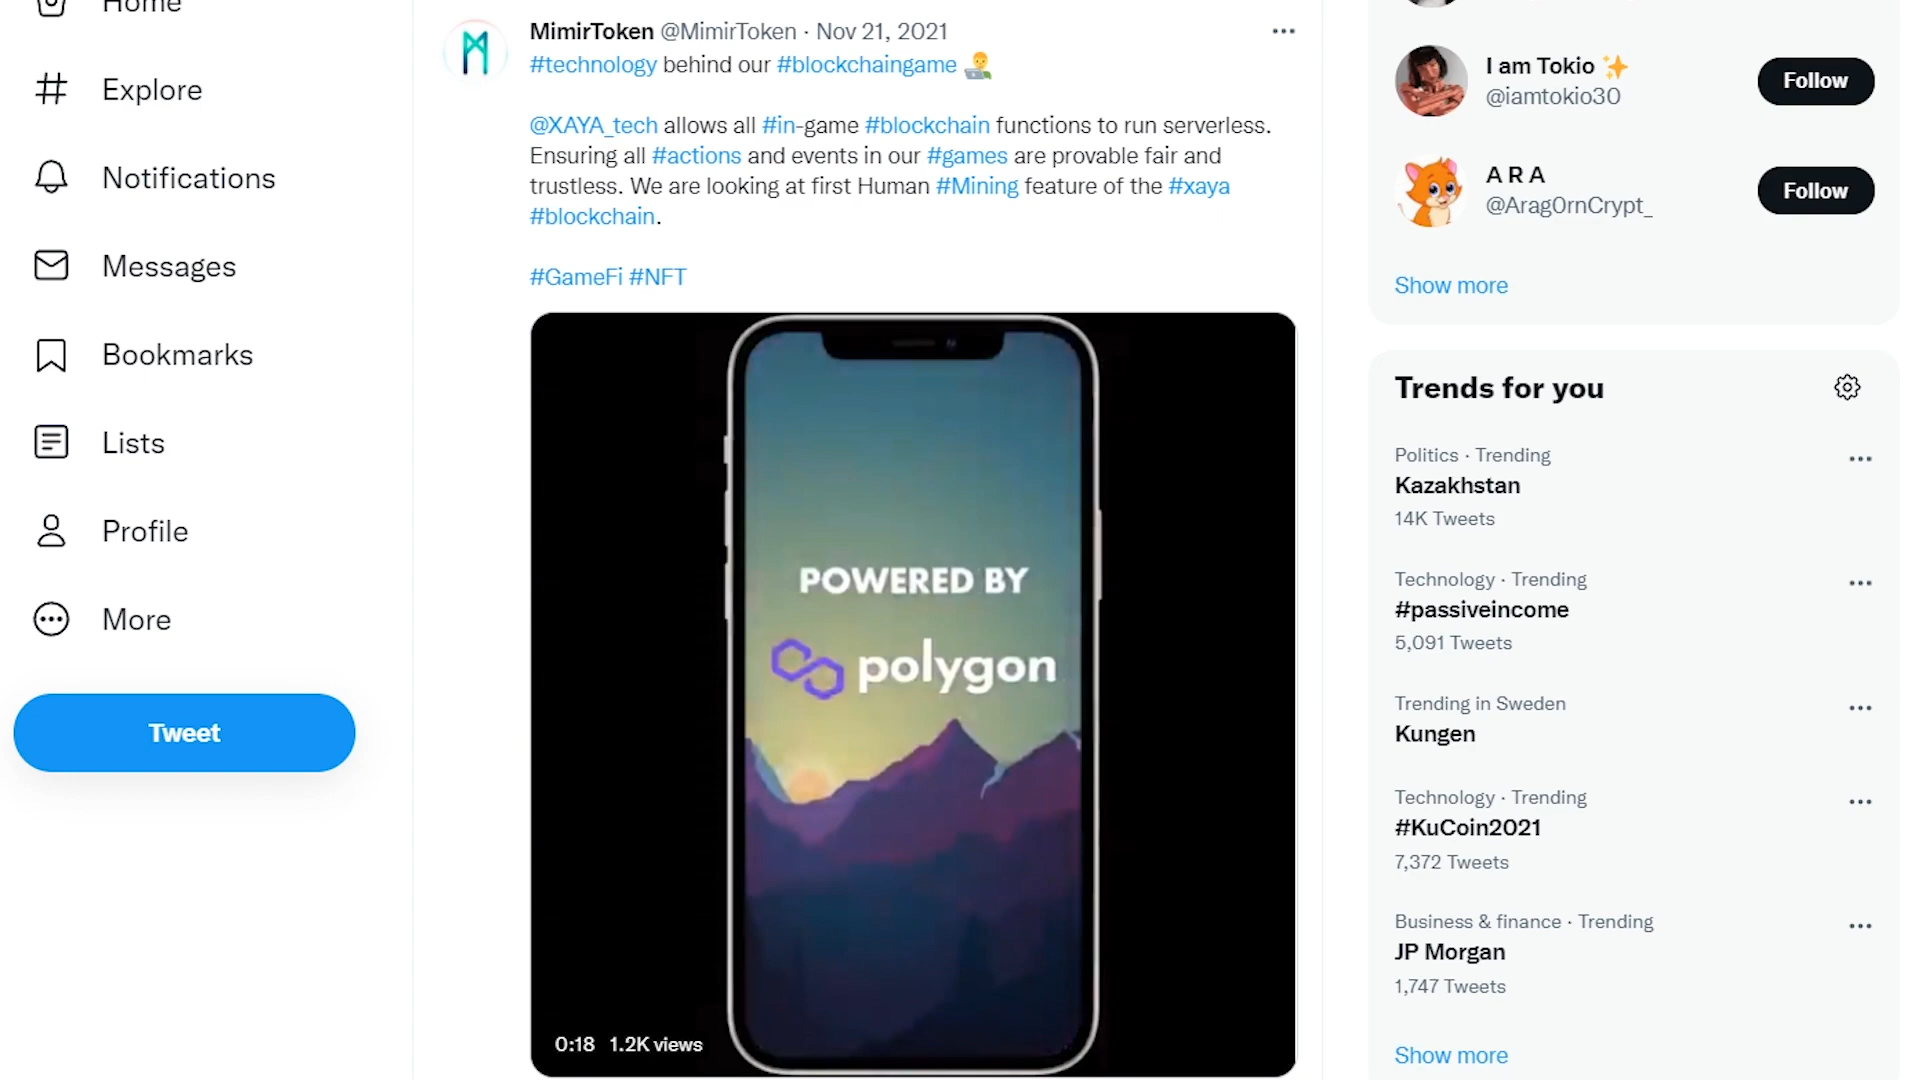 Home
Explore
Notifications
Messages
Bookmarks
Lists
Profile
More
Tweet
MimirToken @MimirToken · Nov 21, 2021
#technology behind our #blockchaingame
@XAYA_tech allows all #in-game #blockchain functions to run serverless.
Ensuring all #actions and events in our #games are provable fair and
trustless. We are looking at first Human #Mining feature of the #xaya
#blockchain.
#GameFi #NFT
POWERED BY
polygon
0:18 1.2K views
I am Tokio
@iamtokio30
Follow
A R A
@Arag0rnCrypt_
Follow
Show more
Trends for you
Politics · Trending
Kazakhstan
14K Tweets
Technology · Trending
#passiveincome
5,091 Tweets
Trending in Sweden
Kungen
Technology · Trending
#KuCoin2021
7,372 Tweets
Business & finance · Trending
JP Morgan
1,747 Tweets
Show more